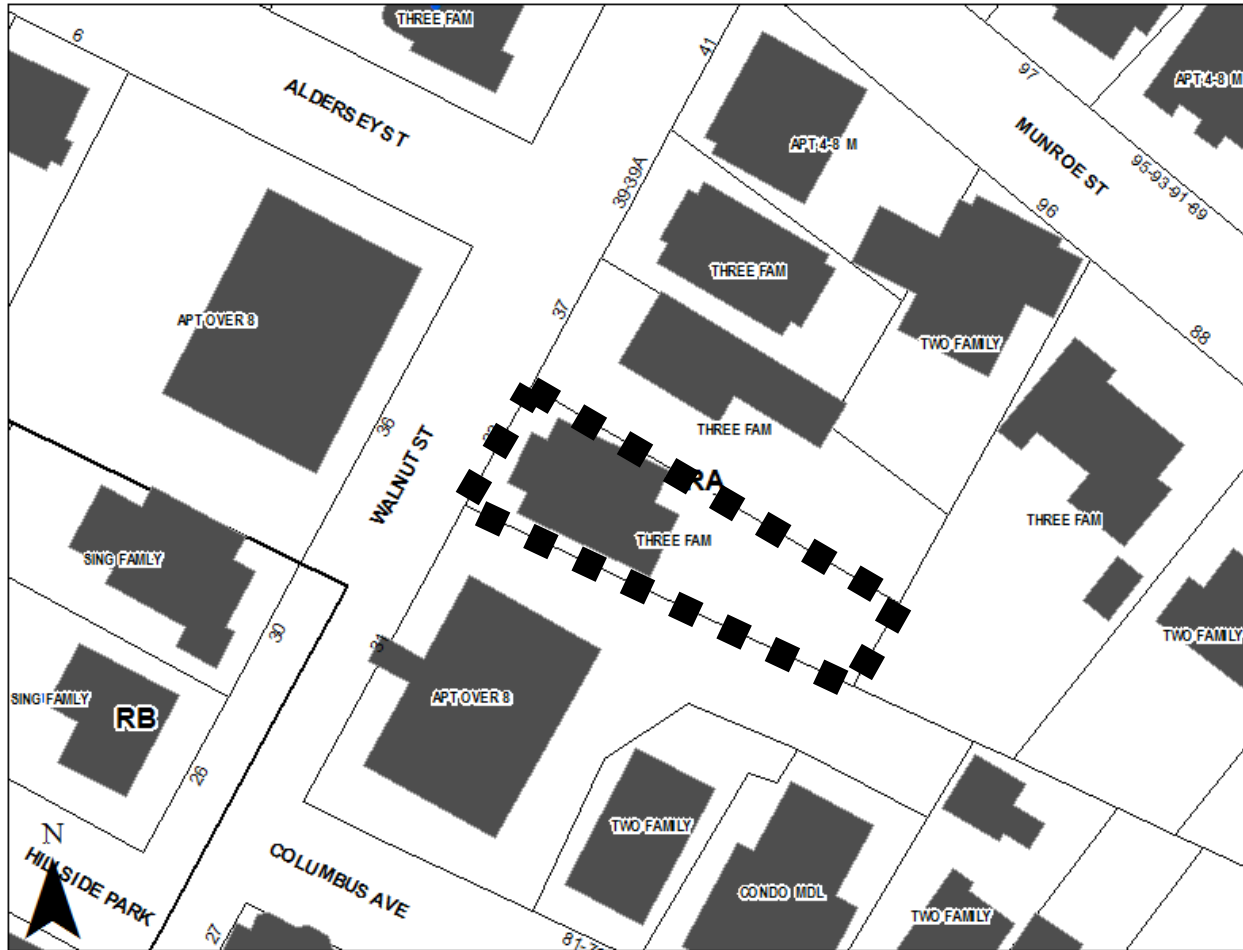 THREE FAM
6
41
97
APT 4-8 M
ALDERSEY ST
MUNROE ST
APT 4-8 M
95-93-91-89
39-39A
96
THREE FAM
37
APT OVER 8
TWO FAMILY
88
36
THREE FAM
WALNUT ST
RA
THREE FAM
THREE FAM
SING FAMILY
30
31
TWO FAMILY
SING FAMILY
RB
APT OVER 8
26
N
TWO FAMILY
HILLSIDE PARK
COLUMBUS AVE
CONDO MDL
TWO FAMILY
27